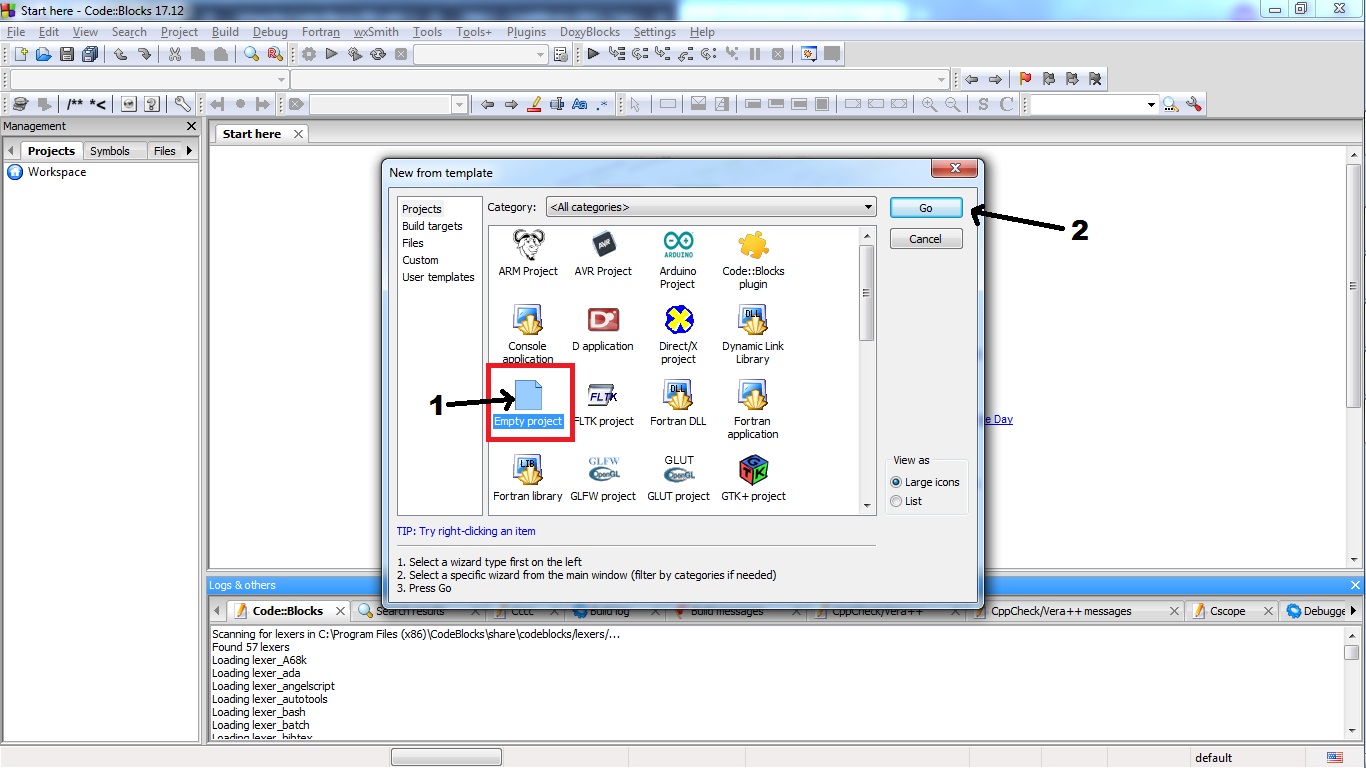 Start here - Code::Blocks 17.12
File Edit View Search Project Build Debug Fortran wxSmith Tools Tools+ Plugins DoxyBlocks Settings Help
/** *<
Aa .*
S C
Management
Projects Symbols Files
Workspace
Start here
New from template
Projects
Build targets
Files
Custom
User templates
Category: <All categories>
Go
Cancel
2
ARM Project AVR Project Arduino Project Code::Blocks plugin
Console application D application Direct/X project Dynamic Link Library
1
Empty project FLTK project Fortran DLL Fortran application
Fortran library GLFW project GLUT project GTK+ project
View as
Large icons
List
e Day
TIP: Try right-clicking an item
1. Select a wizard type first on the left
2. Select a specific wizard from the main window (filter by categories if needed)
3. Press Go
Logs & others
Code::Blocks Search results Cccc Build log Build messages CppCheck/Vera++ CppCheck/Vera++ messages Cscope Debugge
Scanning for lexers in C:\Program Files (x86)\CodeBlocks\share\codeblocks/lexers/...
Found 57 lexers
Loading lexer_A68k
Loading lexer_ada
Loading lexer_angelscript
Loading lexer_autotools
Loading lexer_bash
Loading lexer_batch
Loading lexer_bibtex
default